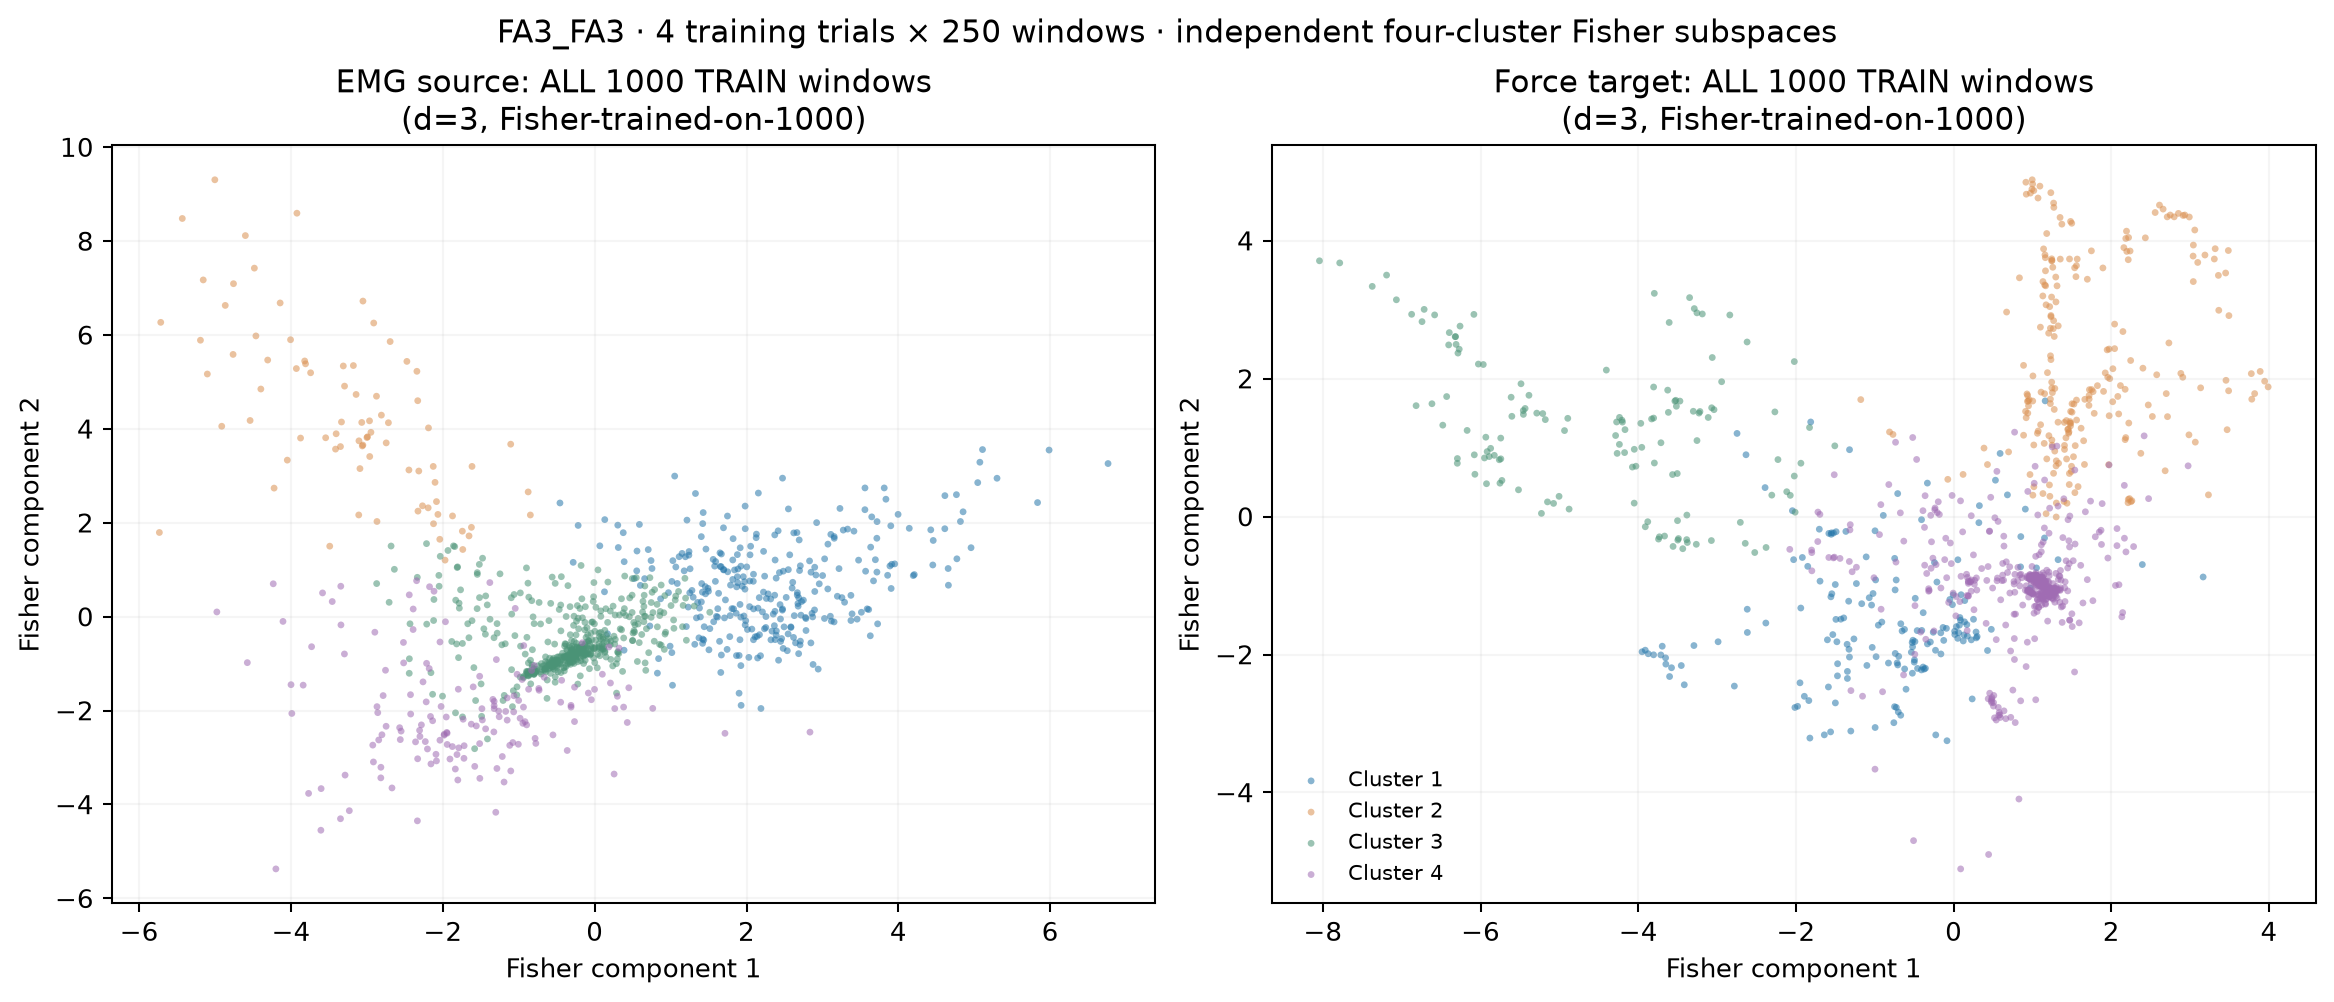 FA3_FA3 · 4 training trials × 250 windows · independent four-cluster Fisher subspaces
EMG source: ALL 1000 TRAIN windows
(d=3, Fisher-trained-on-1000)
10
8
6
4
2
0
−2
−4
−6
Fisher component 2
−6
−4
−2
0
2
4
6
Fisher component 1
Force target: ALL 1000 TRAIN windows
(d=3, Fisher-trained-on-1000)
4
2
0
−2
−4
Fisher component 2
Cluster 1
Cluster 2
Cluster 3
Cluster 4
−8
−6
−4
−2
0
2
4
Fisher component 1